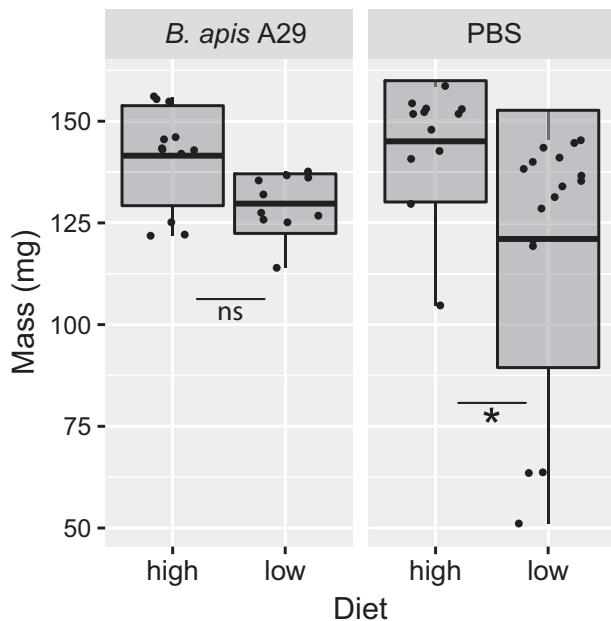 B. apis A29
PBS
Mass (mg)
150
125
100
75
50
ns
*
high
low
high
low
Diet